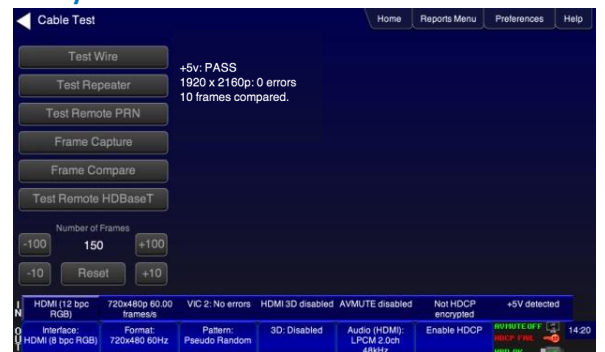 Cable Test
Home
Reports Menu
Preferences
Help
Test Wire
Test Repeater
Test Remote PRN
Frame Capture
Frame Compare
Test Remote HDBaseT
+5v: PASS
1920 x 2160p: 0 errors
10 frames compared.
Number of Frames
-100 150 +100
-10 Reset +10
IN
HDMI (12 bpc
RGB)
720x480p 60.00
frames/s
VIC 2: No errors
HDMI 3D disabled
AVMUTE disabled
Not HDCP
encrypted
+5V detected
OUT
Interface:
HDMI (8 bpc RGB)
Format:
720x480 60Hz
Pattern:
Pseudo Random
3D: Disabled
Audio (HDMI):
LPCM 2.0ch
48kHz
Enable HDCP
AVMUTE OFF
HDCP FAIL
HPD OK
14:20